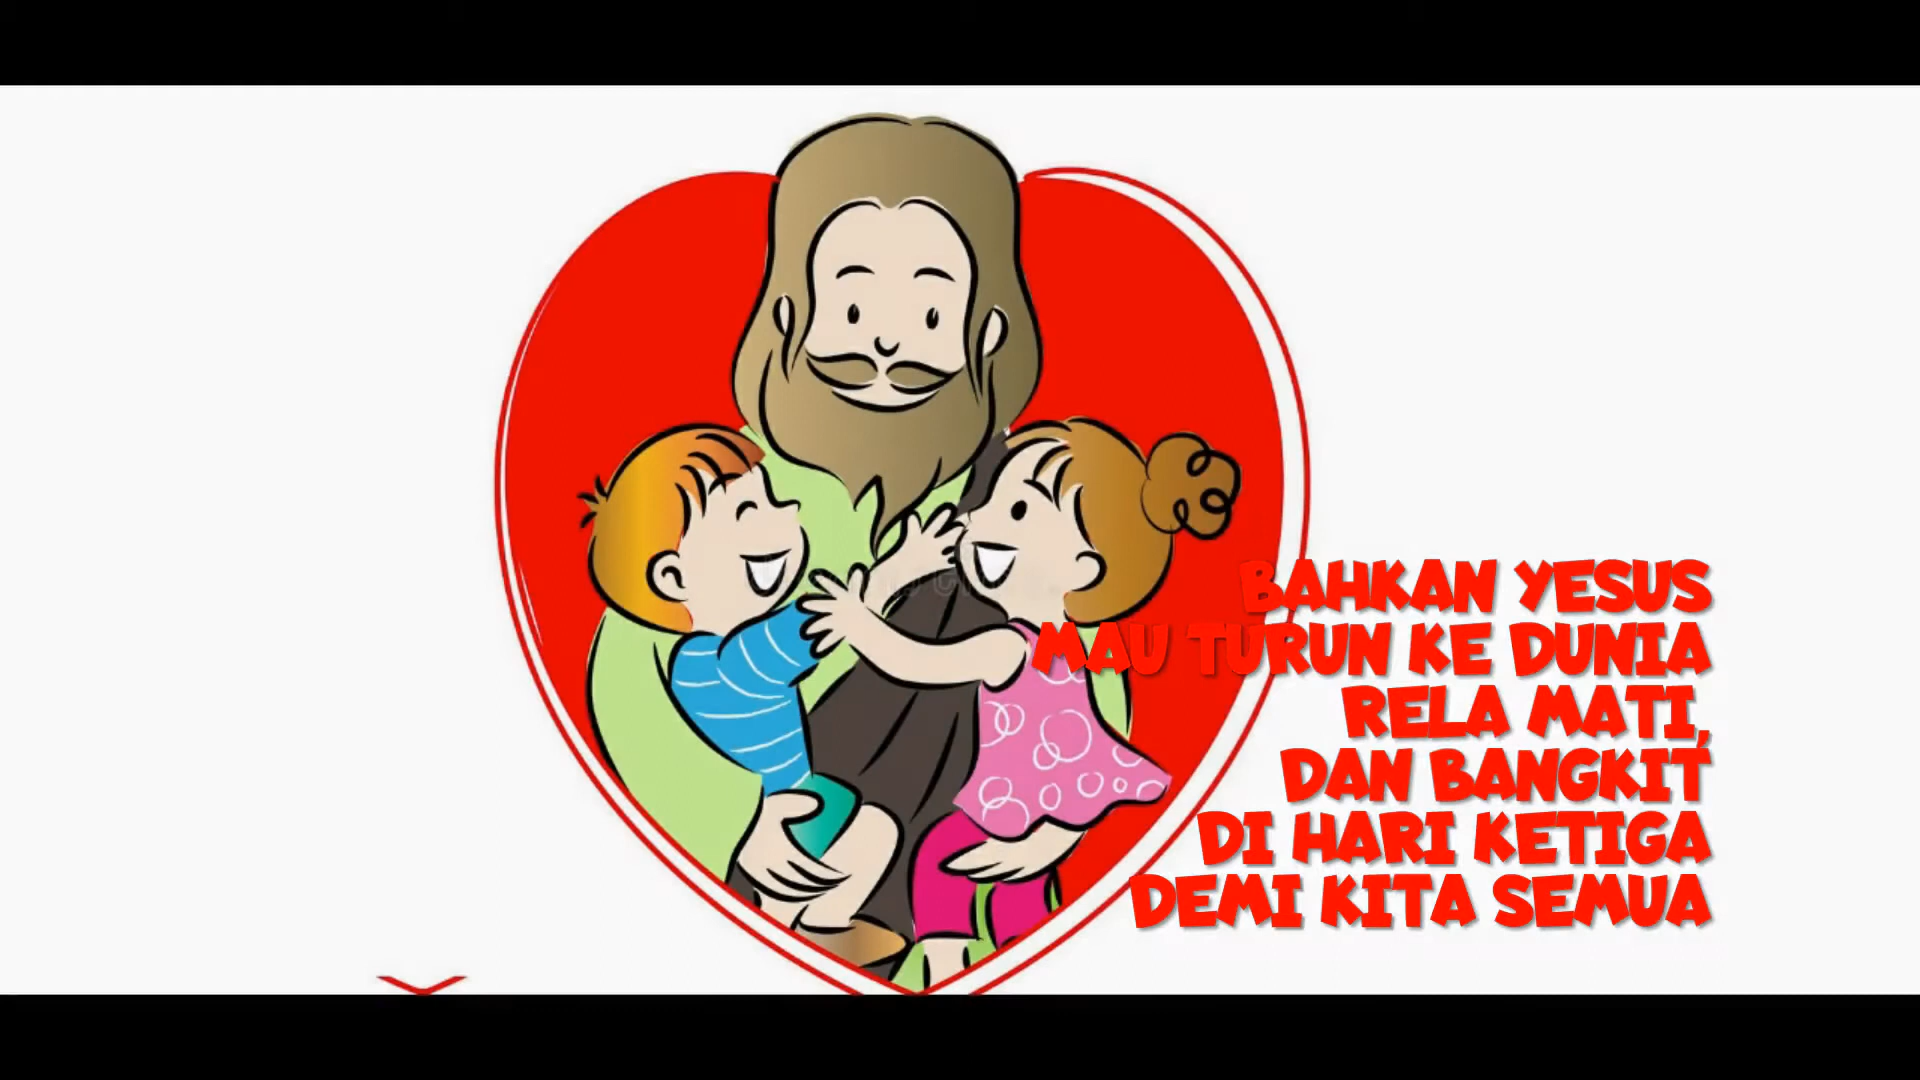 BAHKAN YESUS
MAU TURUN KE DUNIA
RELA MATI,
DAN BANGKIT
DI HARI KETIGA
DEMI KITA SEMUA